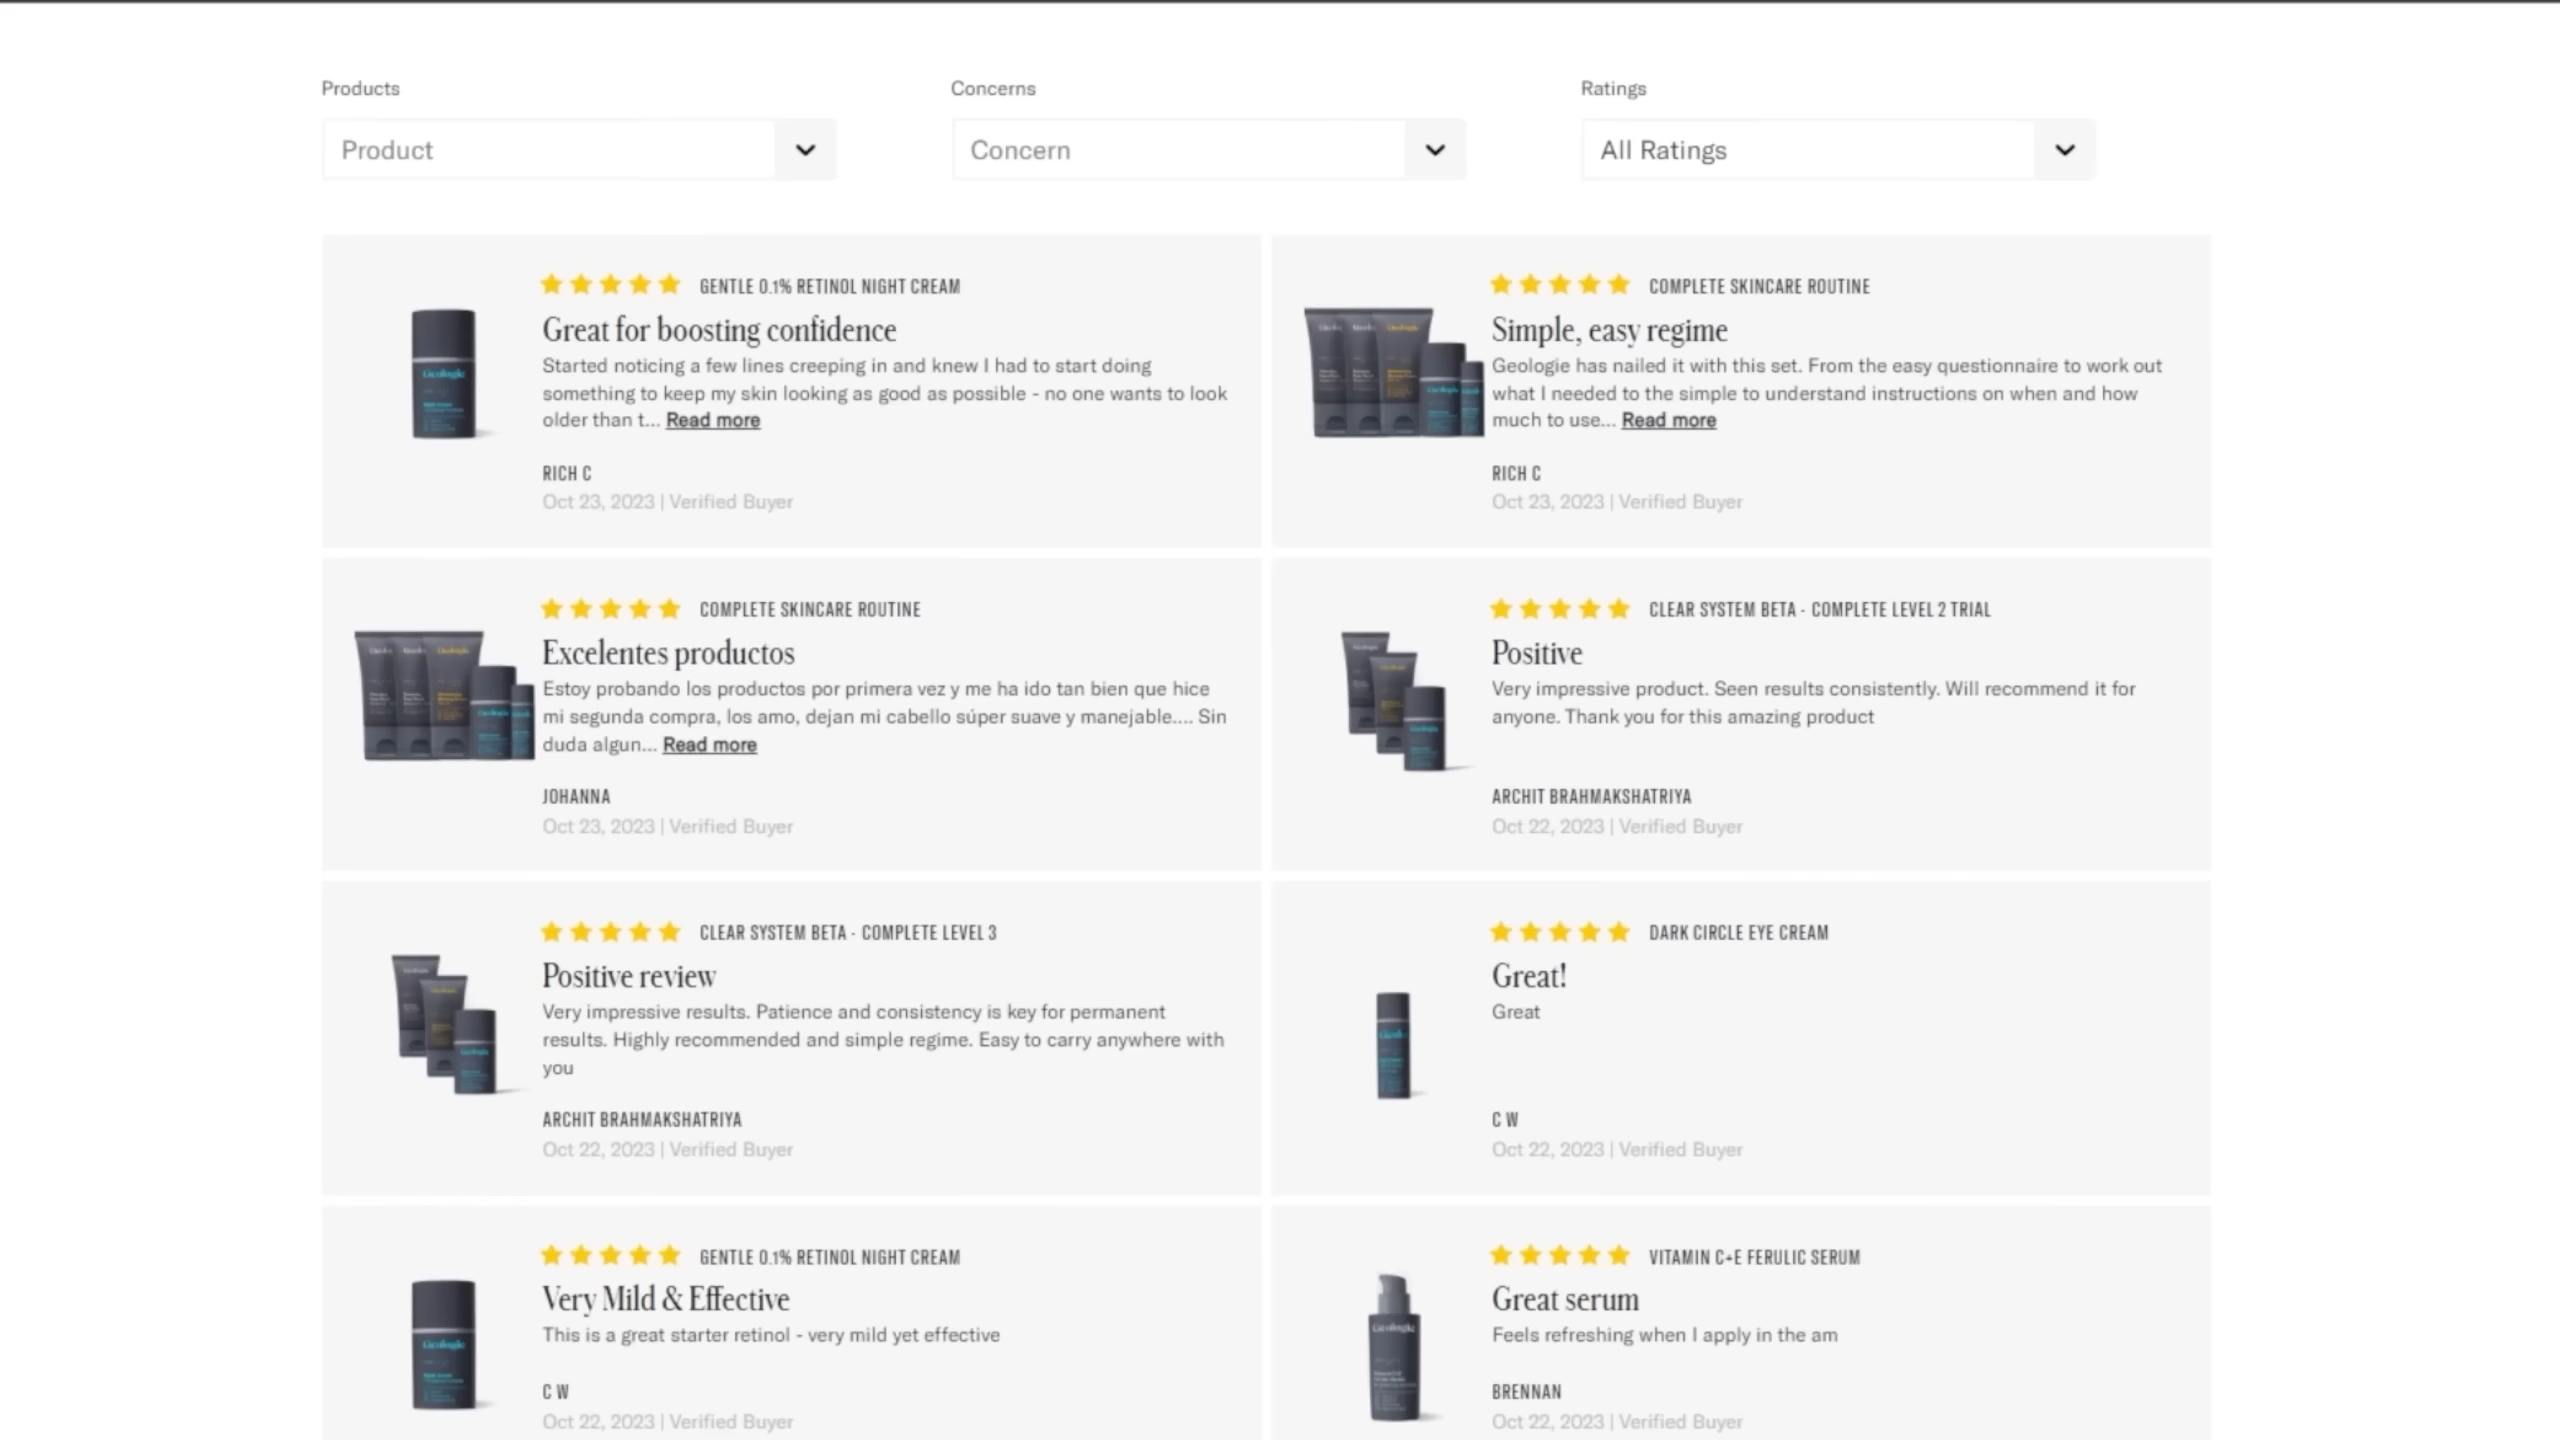 Products
Concerns
Ratings
Product
Concern
All Ratings
GENTLE 0.1% RETINOL NIGHT CREAM
Great for boosting confidence
Started noticing a few lines creeping in and knew I had to start doing
something to keep my skin looking as good as possible - no one wants to look
older than t... Read more
RICH C
Oct 23, 2023 | Verified Buyer
COMPLETE SKINCARE ROUTINE
Simple, easy regime
Geologie has nailed it with this set. From the easy questionnaire to work out
what I needed to the simple to understand instructions on when and how
much to use... Read more
RICH C
Oct 23, 2023 | Verified Buyer
COMPLETE SKINCARE ROUTINE
Excelentes productos
Estoy probando los productos por primera vez y me ha ido tan bien que hice
mi segunda compra, los amo, dejan mi cabello súper suave y manejable.... Sin
duda algun... Read more
JOHANNA
Oct 23, 2023 | Verified Buyer
CLEAR SYSTEM BETA - COMPLETE LEVEL 2 TRIAL
Positive
Very impressive product. Seen results consistently. Will recommend it for
anyone. Thank you for this amazing product
ARCHIT BRAHMAKSHATRIYA
Oct 22, 2023 | Verified Buyer
CLEAR SYSTEM BETA - COMPLETE LEVEL 3
Positive review
Very impressive results. Patience and consistency is key for permanent
results. Highly recommended and simple regime. Easy to carry anywhere with
you
ARCHIT BRAHMAKSHATRIYA
Oct 22, 2023 | Verified Buyer
DARK CIRCLE EYE CREAM
Great!
Great
C W
Oct 22, 2023 | Verified Buyer
GENTLE 0.1% RETINOL NIGHT CREAM
Very Mild & Effective
This is a great starter retinol - very mild yet effective
C W
Oct 22, 2023 | Verified Buyer
VITAMIN C+E FERULIC SERUM
Great serum
Feels refreshing when I apply in the am
BRENNAN
Oct 22, 2023 | Verified Buyer